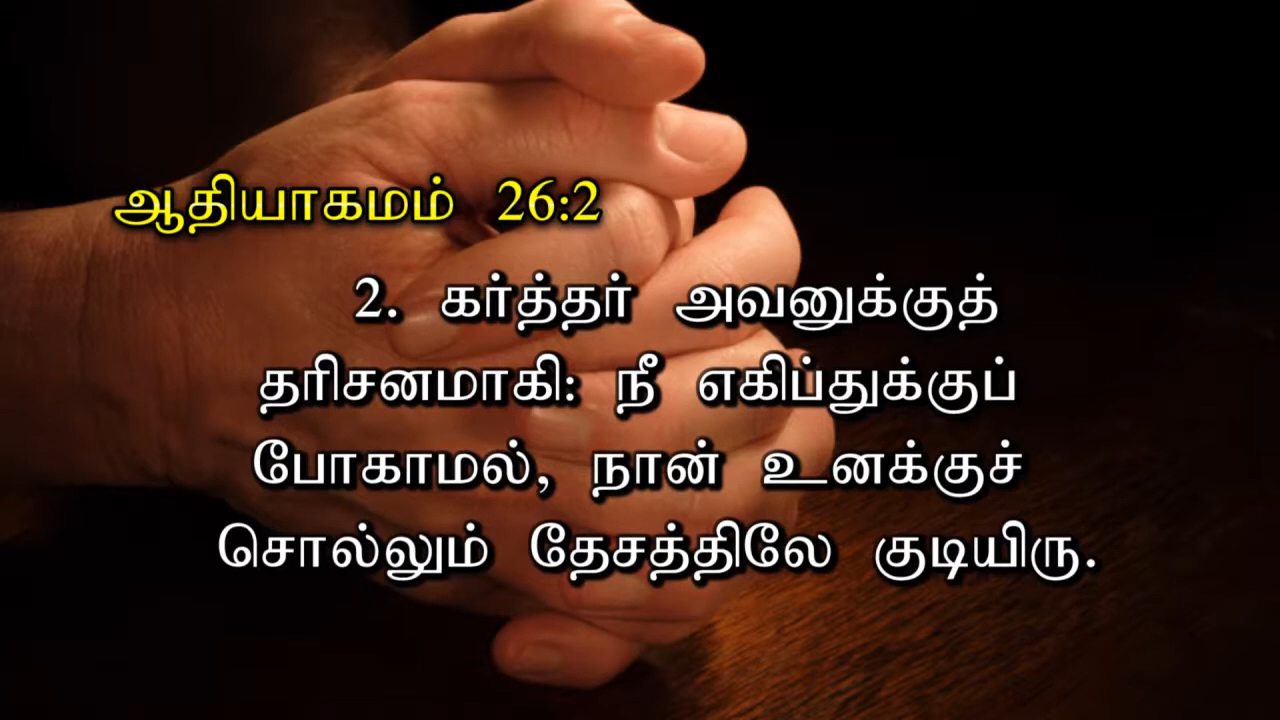 ஆதியாகமம் 26:2
2. கர்த்தர் அவனுக்குத்
தரிசனமாகி: நீ எகிப்துக்குப்
போகாமல், நான் உனக்குச்
சொல்லும் தேசத்திலே குடியிரு.